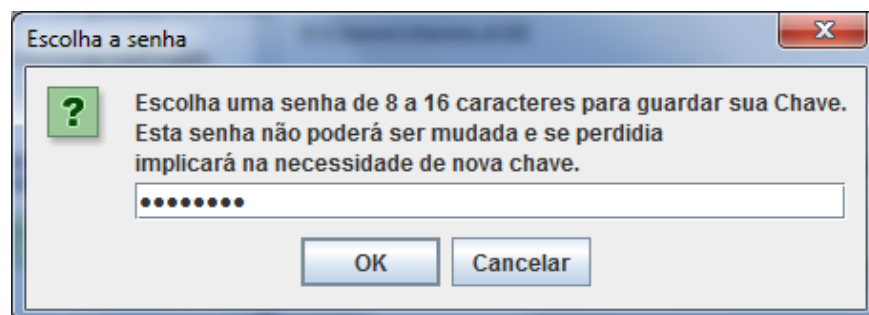 Escolha a senha
Escolha uma senha de 8 a 16 caracteres para guardar sua Chave.
Esta senha não poderá ser mudada e se perdidia
implicará na necessidade de nova chave.
••••••••
OK
Cancelar